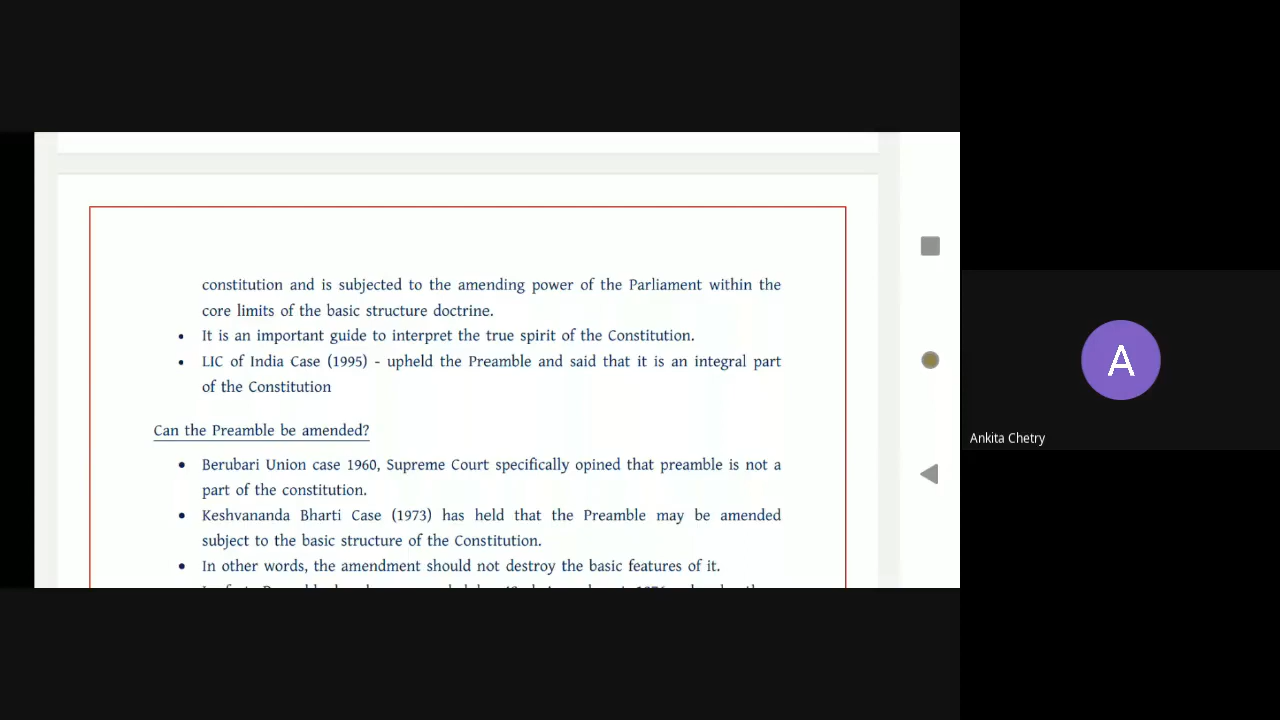 constitution and is subjected to the amending power of the Parliament within the
core limits of the basic structure doctrine.
• It is an important guide to interpret the true spirit of the Constitution.
• LIC of India Case (1995) - upheld the Preamble and said that it is an integral part
of the Constitution
Can the Preamble be amended?
• Berubari Union case 1960, Supreme Court specifically opined that preamble is not a
part of the constitution.
• Keshvananda Bharti Case (1973) has held that the Preamble may be amended
subject to the basic structure of the Constitution.
• In other words, the amendment should not destroy the basic features of it.
A
Ankita Chetry